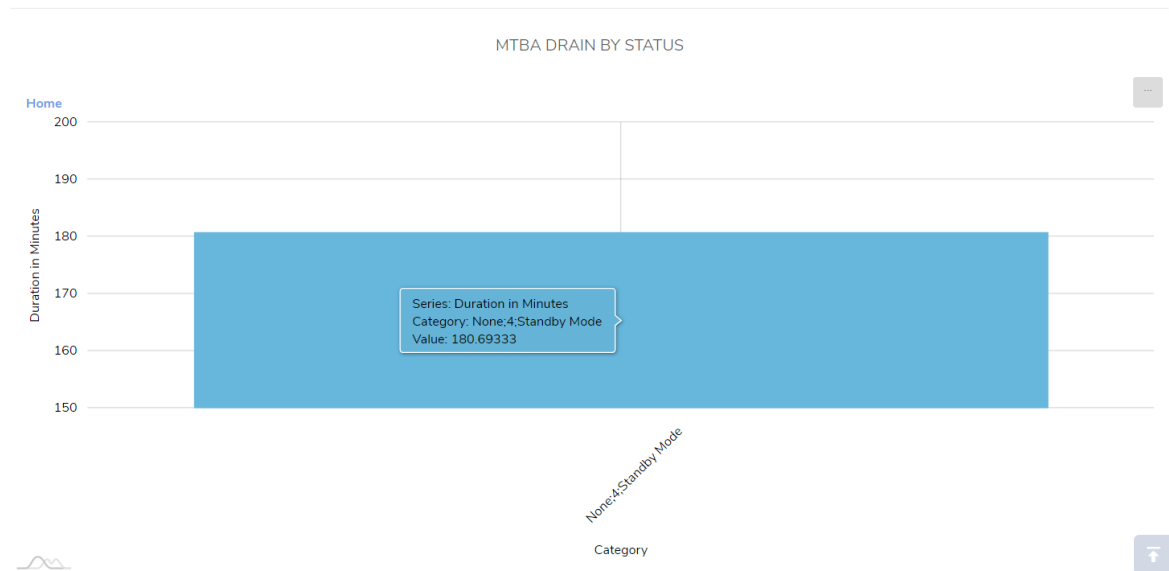 MTBA DRAIN BY STATUS
...
Home
200
190
180
170
160
150
Duration in Minutes
Series: Duration in Minutes
Category: None;4;Standby Mode
Value: 180.69333
None;4;Standby Mode
Category